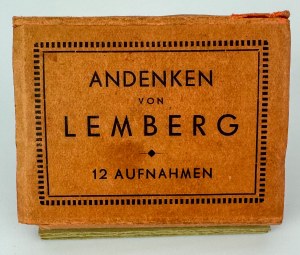 ANDENKEN
VON
LEMBERG
12 AUFNAHMEN